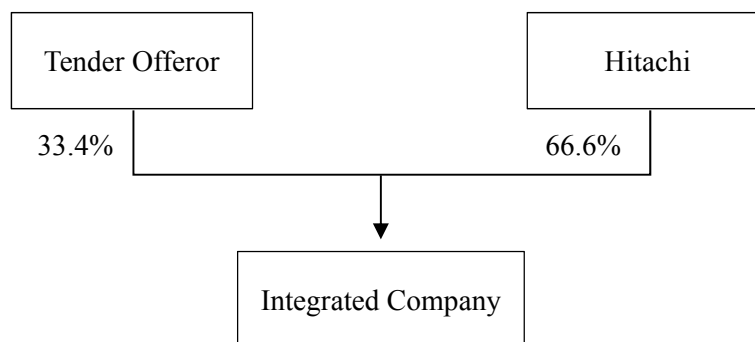 Tender Offeror
Hitachi
33.4%
66.6%
Integrated Company